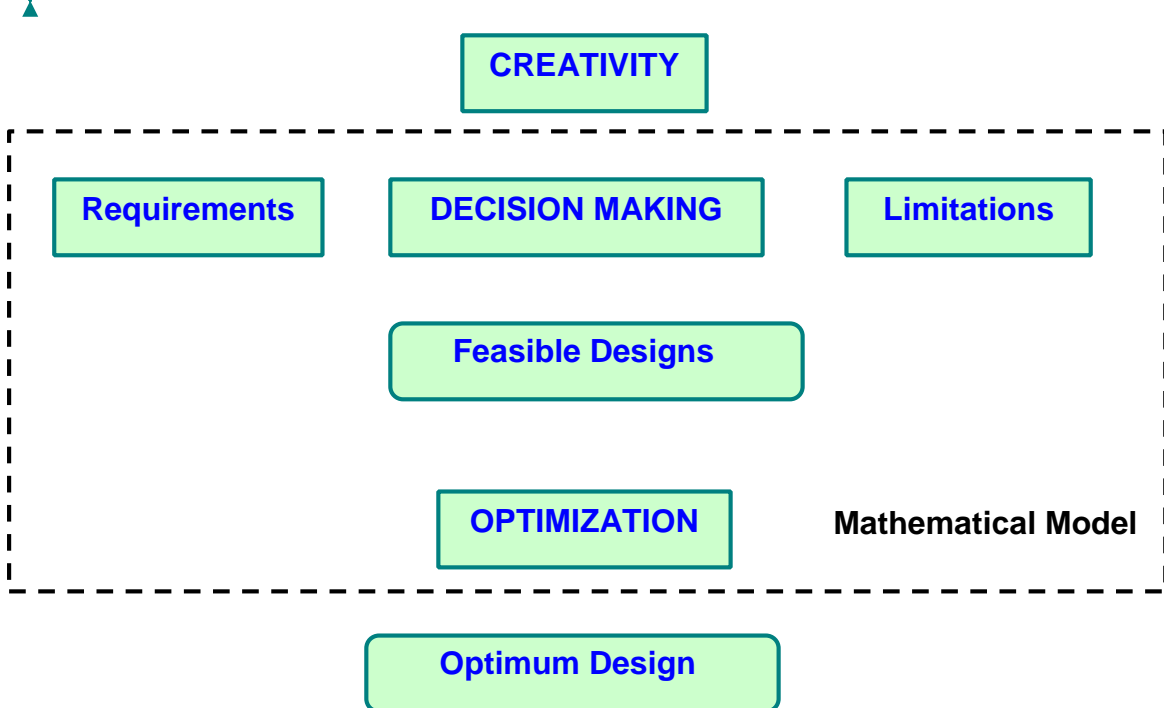 CREATIVITY
Requirements
DECISION MAKING
Limitations
Feasible Designs
OPTIMIZATION
Mathematical Model
Optimum Design